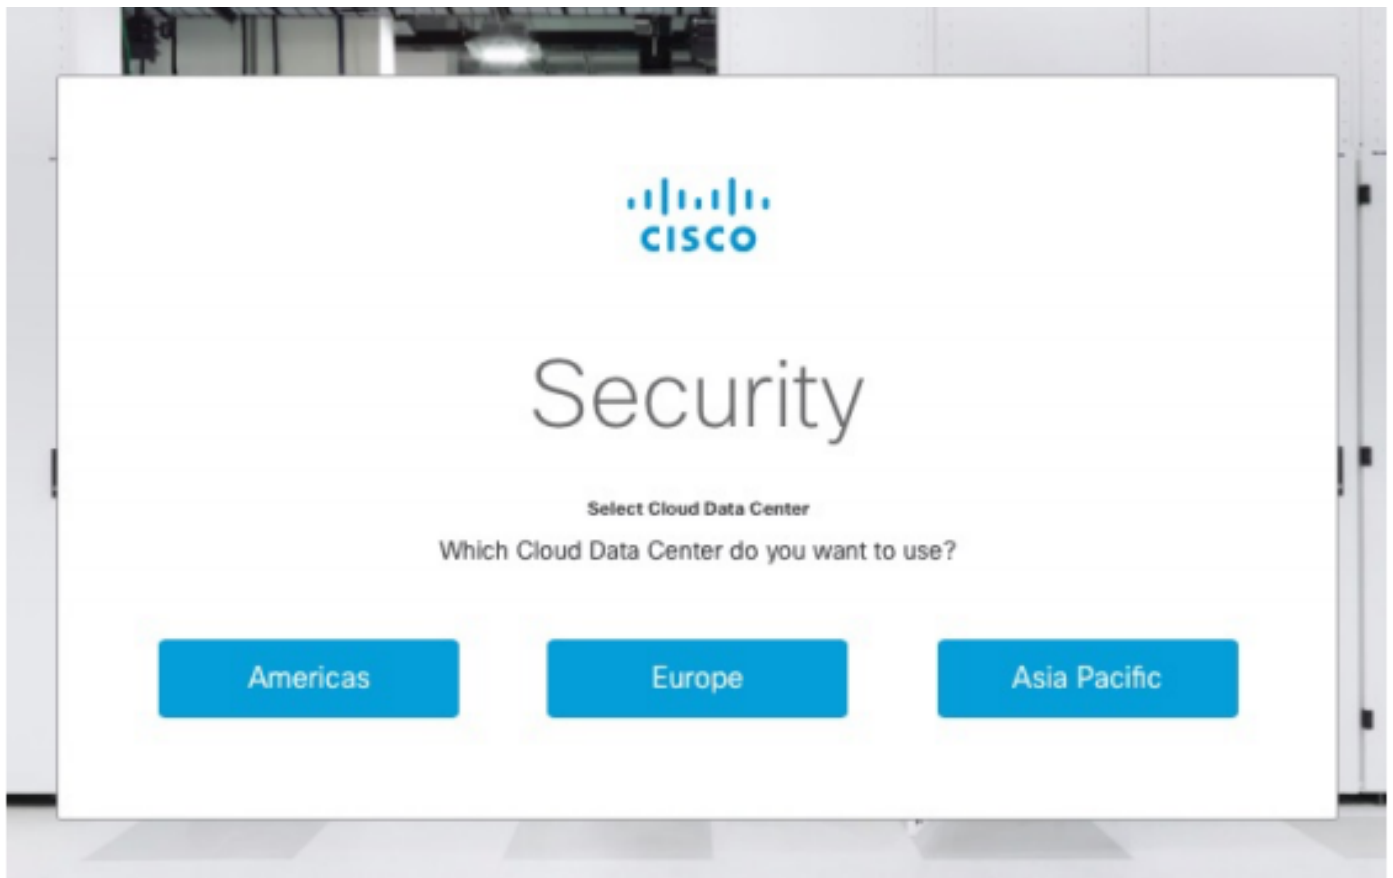 CISCO
Security
Select Cloud Data Center
Which Cloud Data Center do you want to use?
Americas
Europe
Asia Pacific